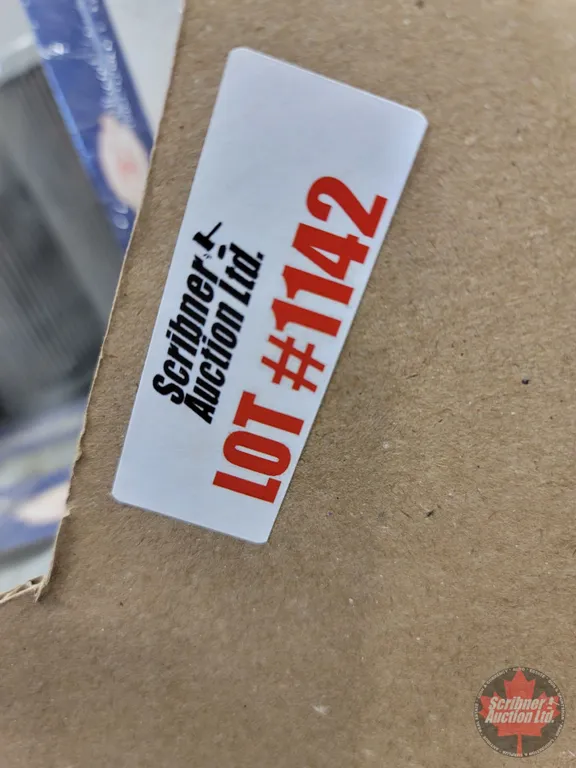 Scribner
Auction Ltd.
LOT #1142
Scribner
Auction Ltd.